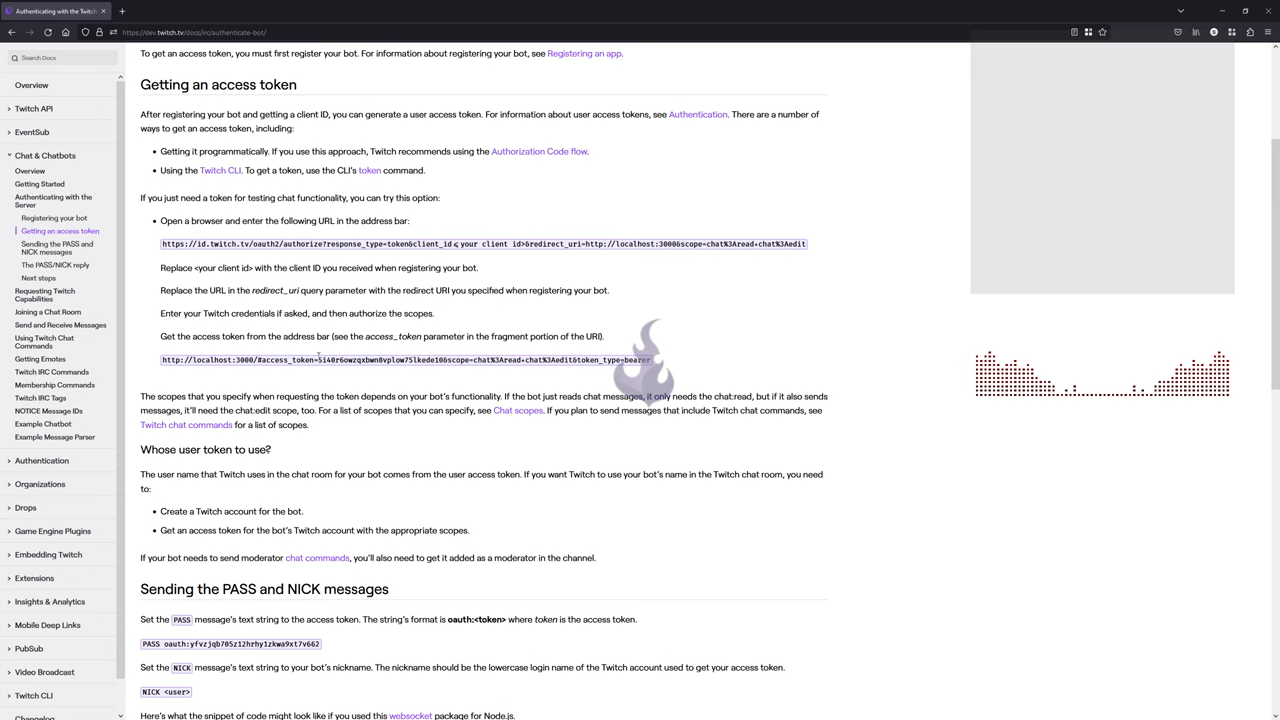 Authenticating with the Twitch
https://dev.twitch.tv/docs/irc/authenticate-bot/
Search Docs
Overview
Twitch API
EventSub
Chat & Chatbots
Overview
Getting Started
Authenticating with the
Server
Registering your bot
Getting an access token
Sending the PASS and
NICK messages
The PASS/NICK reply
Next steps
Requesting Twitch
Capabilities
Joining a Chat Room
Send and Receive Messages
Using Twitch Chat
Commands
Getting Emotes
Twitch IRC Commands
Membership Commands
Twitch IRC Tags
NOTICE Message IDs
Example Chatbot
Example Message Parser
Authentication
Organizations
Drops
Game Engine Plugins
Embedding Twitch
Extensions
Insights & Analytics
Mobile Deep Links
PubSub
Video Broadcast
Twitch CLI
Changelog
To get an access token, you must first register your bot. For information about registering your bot, see Registering an app.
Getting an access token
After registering your bot and getting a client ID, you can generate a user access token. For information about user access tokens, see Authentication. There are a number of
ways to get an access token, including:
• Getting it programmatically. If you use this approach, Twitch recommends using the Authorization Code flow.
• Using the Twitch CLI. To get a token, use the CLI's token command.
If you just need a token for testing chat functionality, you can try this option:
• Open a browser and enter the following URL in the address bar:
https://id.twitch.tv/oauth2/authorize?response_type=token&client_id=<your client id>&redirect_uri=http://localhost:3000&scope=chat%3Aread+chat%3Aedit
Replace <your client id> with the client ID you received when registering your bot.
Replace the URL in the redirect_uri query parameter with the redirect URI you specified when registering your bot.
Enter your Twitch credentials if asked, and then authorize the scopes.
Get the access token from the address bar (see the access_token parameter in the fragment portion of the URI).
http://localhost:3000/#access_token=5i40r6owzqxbwn8vplow75lkede10&scope=chat%3Aread+chat%3Aedit&token_type=bearer
The scopes that you specify when requesting the token depends on your bot's functionality. If the bot just reads chat messages, it only needs the chat:read, but if it also sends
messages, it'll need the chat:edit scope, too. For a list of scopes that you can specify, see Chat scopes. If you plan to send messages that include Twitch chat commands, see
Twitch chat commands for a list of scopes.
Whose user token to use?
The user name that Twitch uses in the chat room for your bot comes from the user access token. If you want Twitch to use your bot's name in the Twitch chat room, you need
to:
• Create a Twitch account for the bot.
• Get an access token for the bot's Twitch account with the appropriate scopes.
If your bot needs to send moderator chat commands, you'll also need to get it added as a moderator in the channel.
Sending the PASS and NICK messages
Set the PASS message's text string to the access token. The string's format is oauth:<token> where token is the access token.
PASS oauth:yfvzjqb705z12hrhy1zkwa9xt7v662
Set the NICK message's text string to your bot's nickname. The nickname should be the lowercase login name of the Twitch account used to get your access token.
NICK <user>
Here's what the snippet of code might look like if you used this websocket package for Node.js.